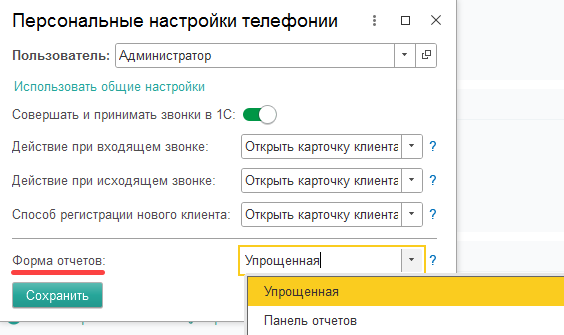 Персональные настройки телефонии
Пользователь: Администратор
Использовать общие настройки
Совершать и принимать звонки в 1С:
Действие при входящем звонке: Открыть карточку клиента ?
Действие при исходящем звонке: Открыть карточку клиента ?
Способ регистрации нового клиента: Открыть карточку клиента ?
Форма отчетов: Упрощенная ?
Сохранить
Упрощенная
Панель отчетов